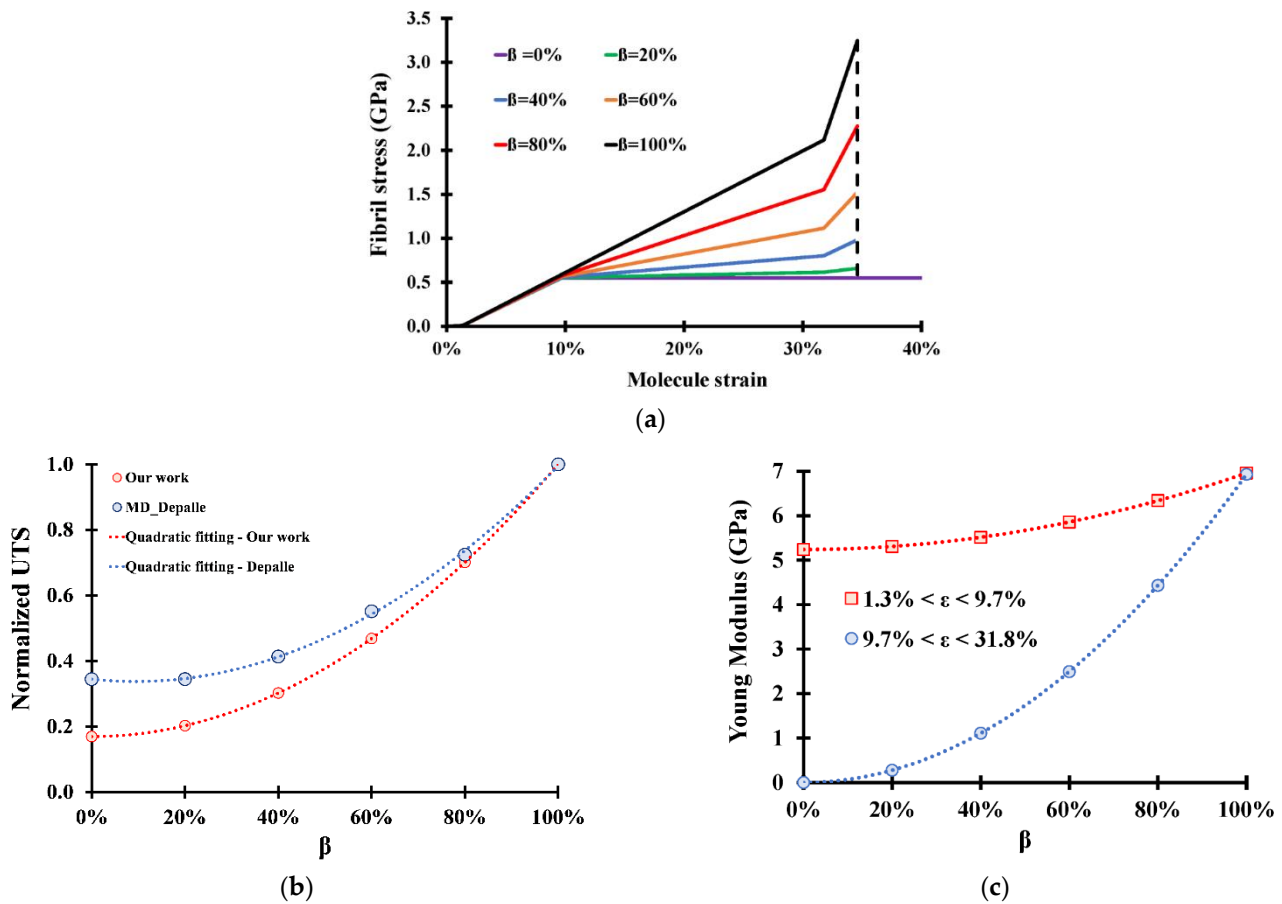 3.5
3.0
2.5
2.0
1.5
1.0
0.5
0.0
Fibril stress (GPa)
ß =0%
ß=20%
ß=40%
ß=60%
ß=80%
ß=100%
0%
10%
20%
30%
40%
Molecule strain
(a)
1.0
0.8
0.6
0.4
0.2
0.0
Normalized UTS
Our work
MD_Depalle
Quadratic fitting - Our work
Quadratic fitting - Depalle
0%
20%
40%
60%
80%
100%
β
(b)
7
6
5
4
3
2
1
0
Young Modulus (GPa)
1.3% < ε < 9.7%
9.7% < ε < 31.8%
0%
20%
40%
60%
80%
100%
β
(c)